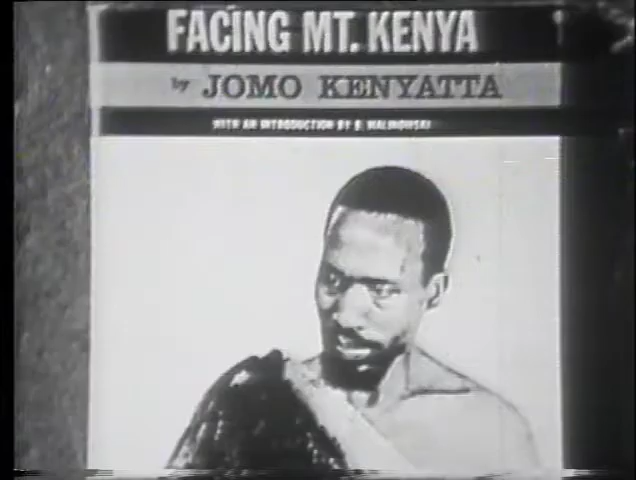 FACING MT. KENYA
by JOMO KENYATTA
WITH AN INTRODUCTION BY B. MALINOWSKI